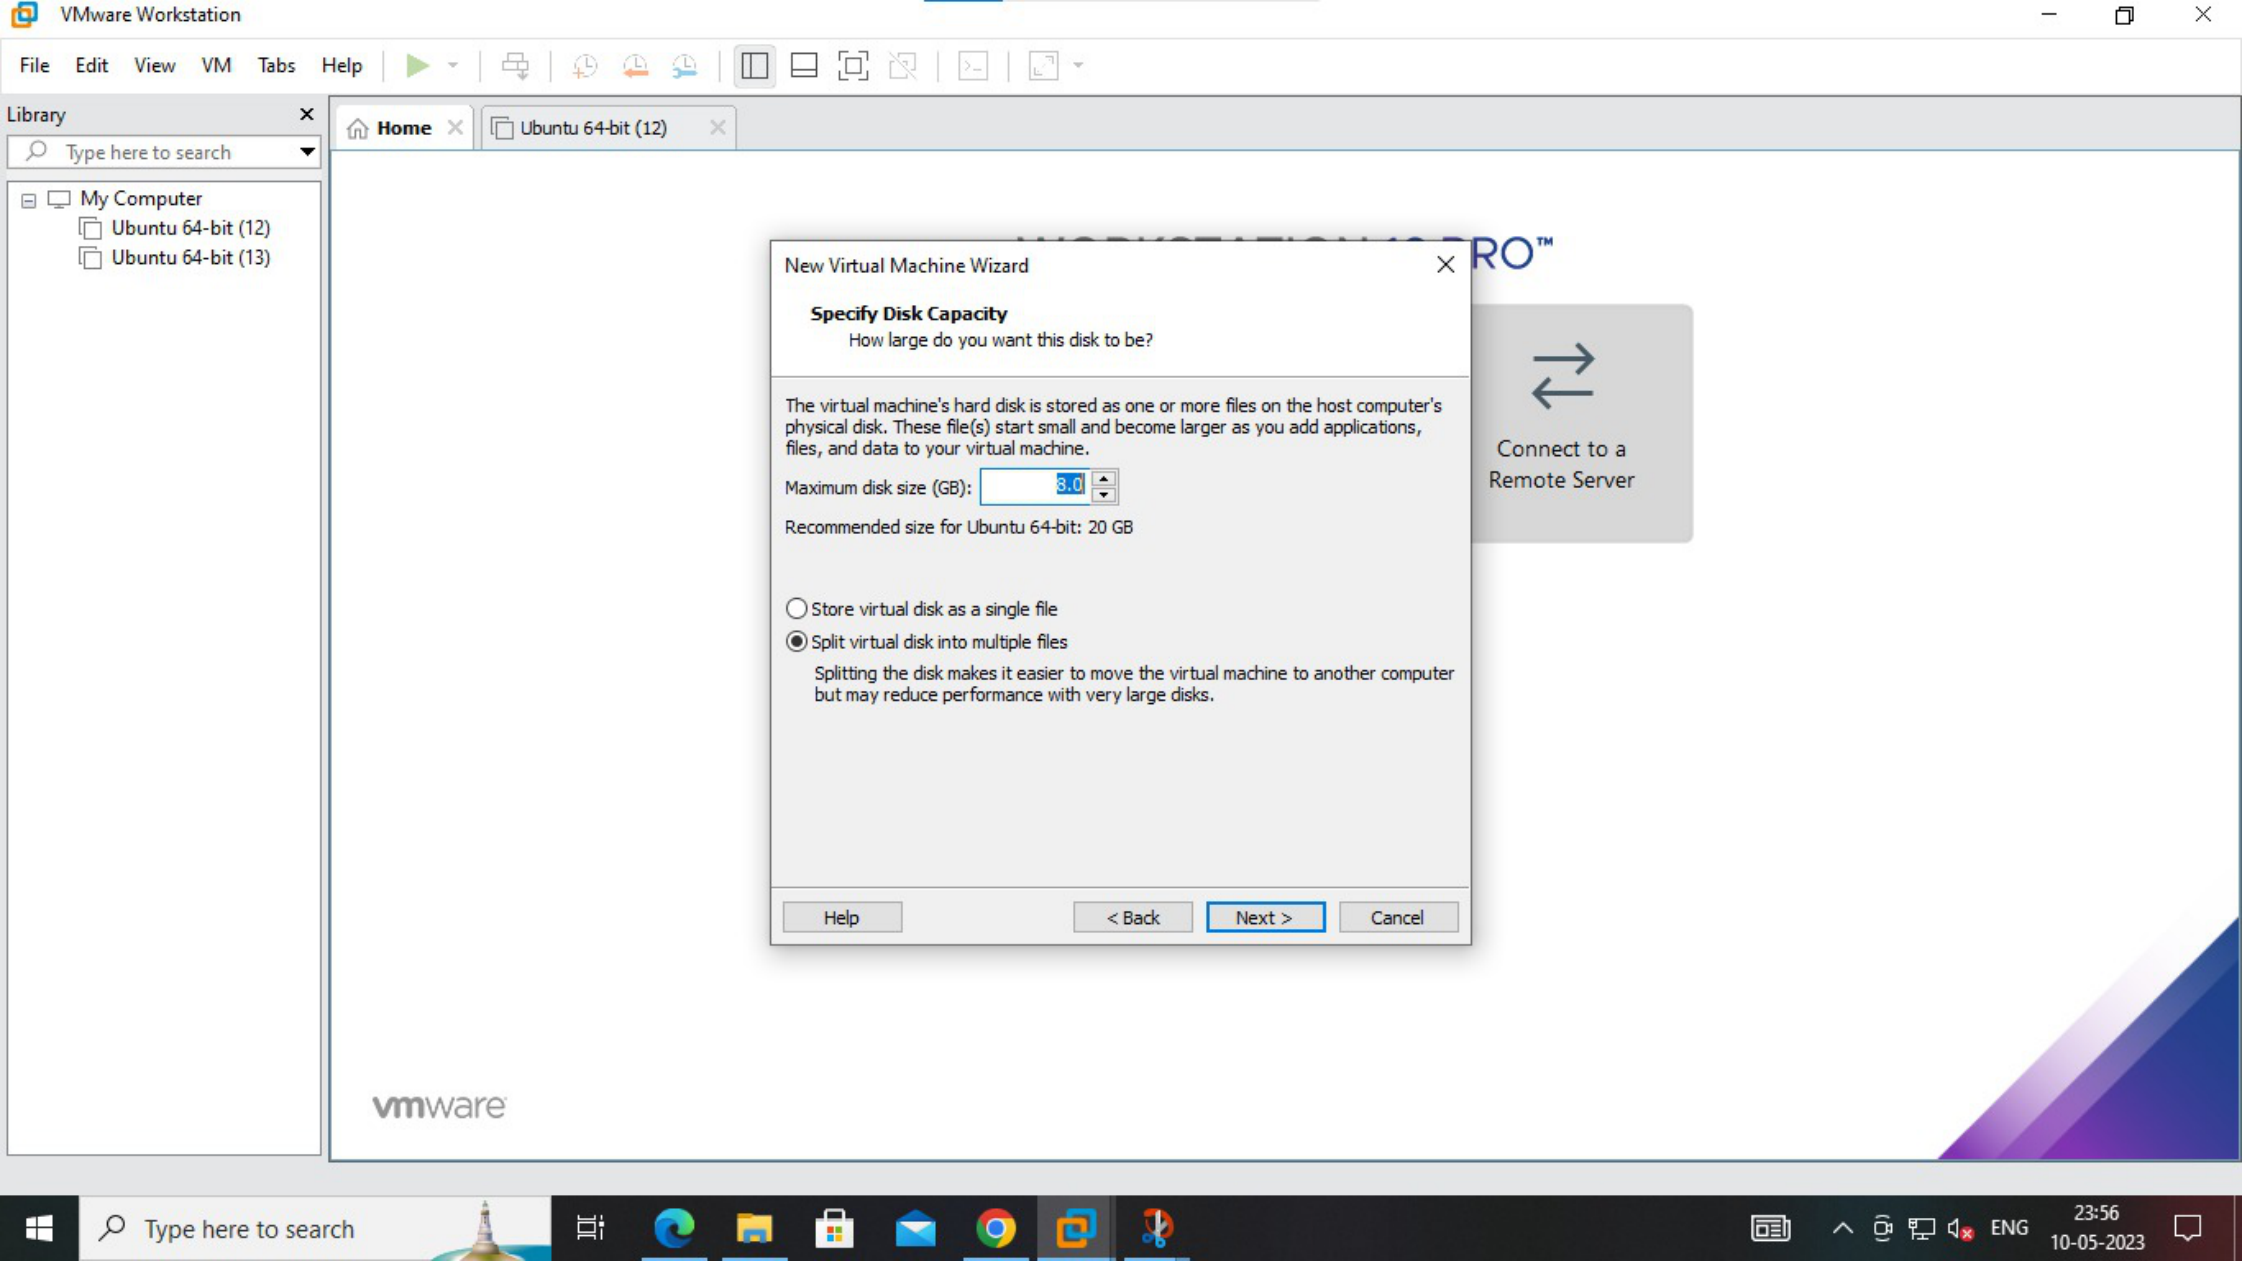 VMware Workstation
File Edit View VM Tabs Help
Library
Type here to search
My Computer
Ubuntu 64-bit (12)
Ubuntu 64-bit (13)
Home
Ubuntu 64-bit (12)
RO™
Connect to a
Remote Server
New Virtual Machine Wizard
Specify Disk Capacity
How large do you want this disk to be?
The virtual machine's hard disk is stored as one or more files on the host computer's
physical disk. These file(s) start small and become larger as you add applications,
files, and data to your virtual machine.
Maximum disk size (GB): 8.0
Recommended size for Ubuntu 64-bit: 20 GB
Store virtual disk as a single file
Split virtual disk into multiple files
Splitting the disk makes it easier to move the virtual machine to another computer
but may reduce performance with very large disks.
Help < Back Next > Cancel
vmware
Type here to search
ENG
23:56
10-05-2023